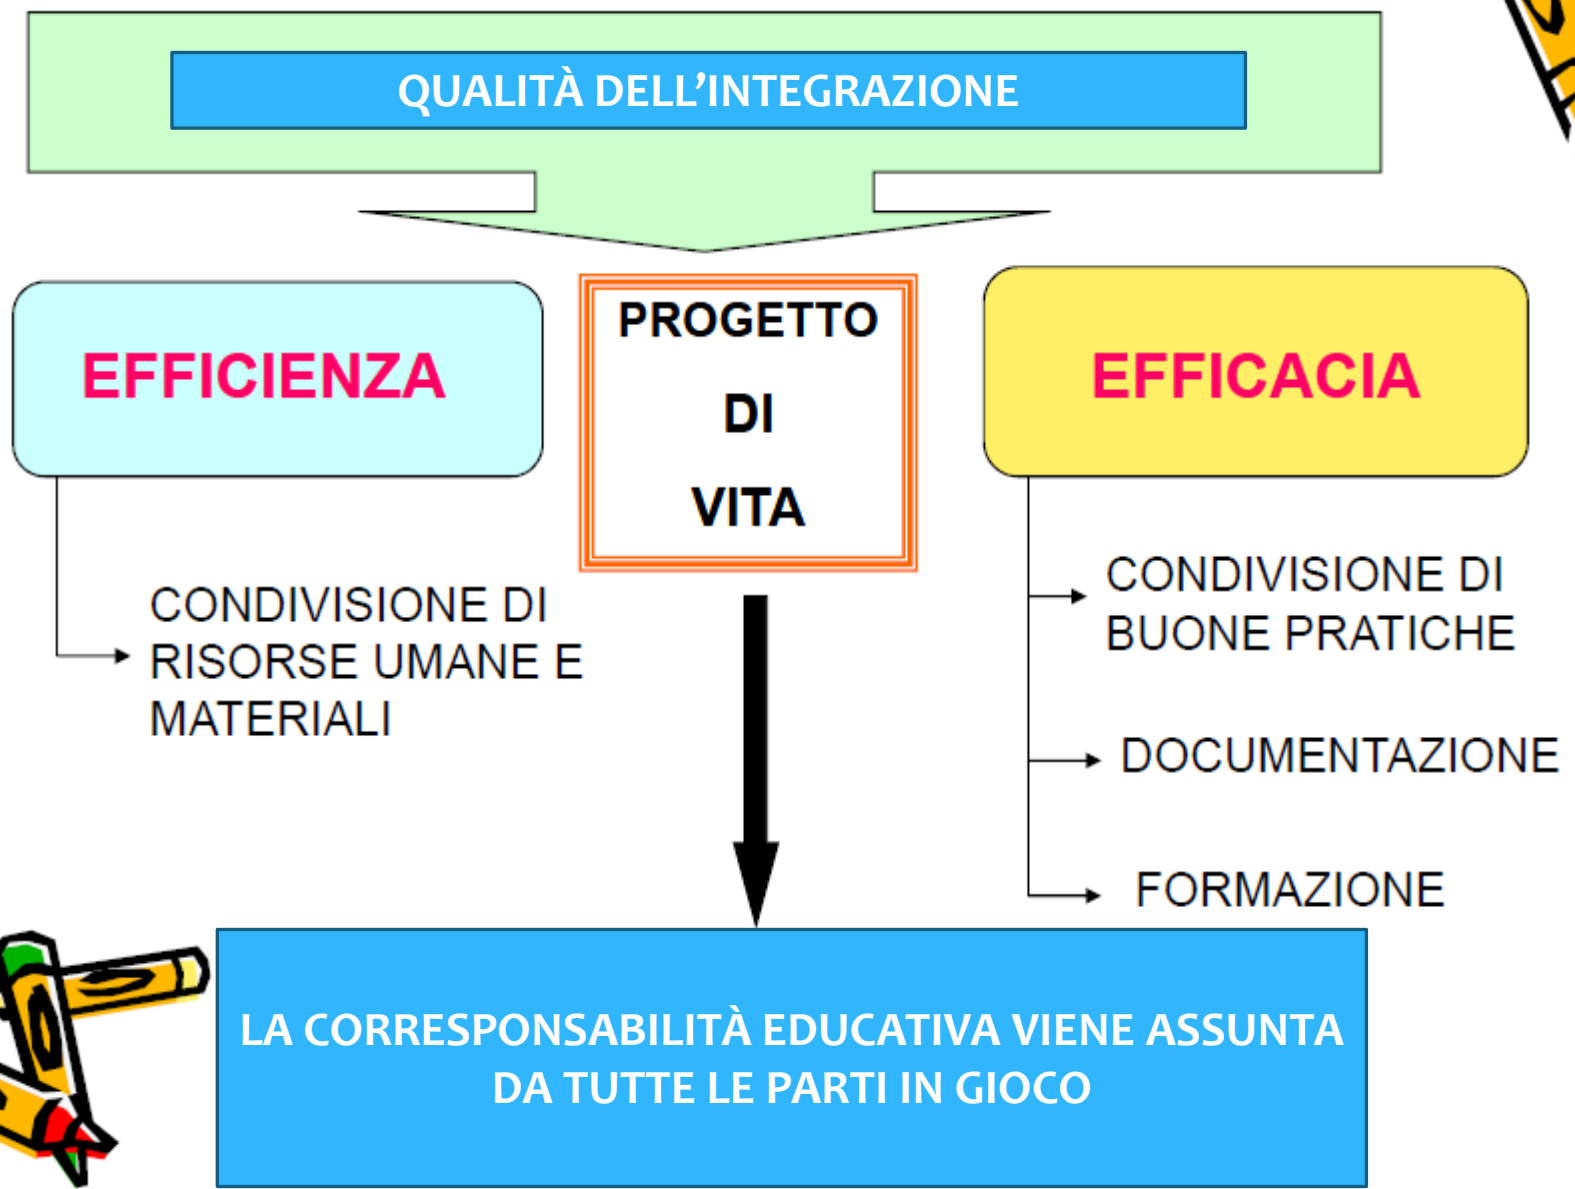 QUALITÀ DELL’INTEGRAZIONE
EFFICIENZA
PROGETTO
DI
VITA
EFFICACIA
CONDIVISIONE DI
RISORSE UMANE E
MATERIALI
CONDIVISIONE DI
BUONE PRATICHE
DOCUMENTAZIONE
FORMAZIONE
LA CORRESPONSABILITÀ EDUCATIVA VIENE ASSUNTA
DA TUTTE LE PARTI IN GIOCO